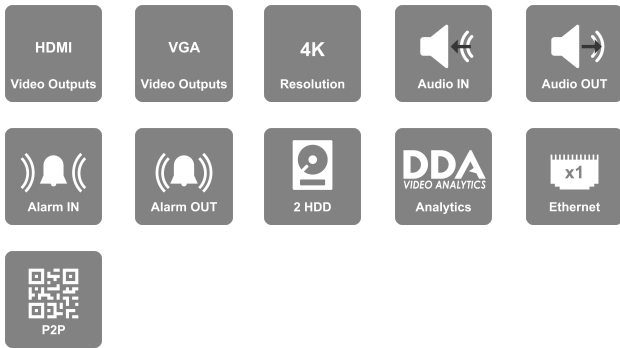 HDMI
Video Outputs
VGA
Video Outputs
4K
Resolution
Audio IN
Audio OUT
Alarm IN
Alarm OUT
2 HDD
DDA
VIDEO ANALYTICS
Analytics
x1
Ethernet
P2P